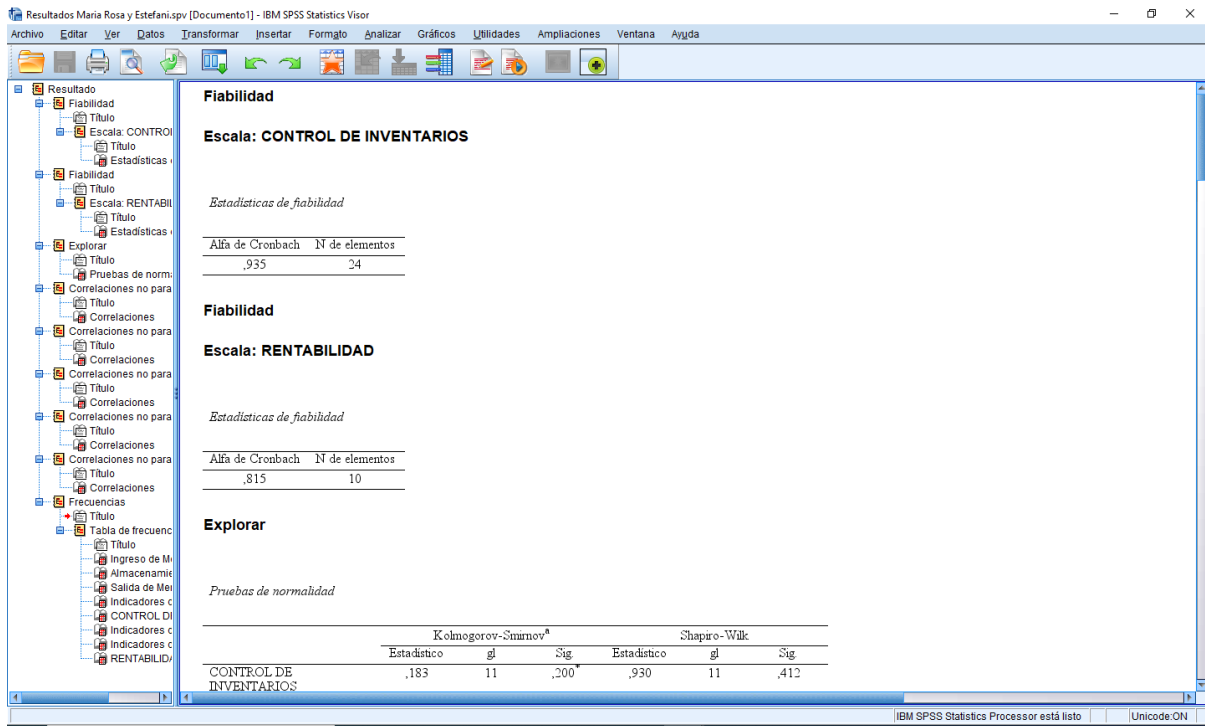 Resultados Maria Rosa y Estefani.spv [Documento1] - IBM SPSS Statistics Visor
Archivo Editar Ver Datos Transformar Insertar Formato Analizar Gráficos Utilidades Ampliaciones Ventana Ayuda
Resultado
Fiabilidad
Título
Escala: CONTROL
Título
Estadísticas
Fiabilidad
Título
Escala: RENTABIL
Título
Estadísticas
Explorar
Título
Pruebas de norma
Correlaciones no para
Título
Correlaciones
Correlaciones no para
Título
Correlaciones
Correlaciones no para
Título
Correlaciones
Correlaciones no para
Título
Correlaciones
Correlaciones no para
Título
Correlaciones
Frecuencias
Título
Tabla de frecuenc
Título
Ingreso de M
Almacenamie
Salida de Mer
Indicadores d
CONTROL DE
Indicadores d
Indicadores d
RENTABILIDA
Fiabilidad
Escala: CONTROL DE INVENTARIOS
Estadísticas de fiabilidad
Alfa de Cronbach N de elementos
,935 24
Fiabilidad
Escala: RENTABILIDAD
Estadísticas de fiabilidad
Alfa de Cronbach N de elementos
,815 10
Explorar
Pruebas de normalidad
Kolmogorov-Smirnovᵃ Shapiro-Wilk
Estadístico gl Sig. Estadístico gl Sig.
CONTROL DE INVENTARIOS ,183 11 ,200* ,930 11 ,412
IBM SPSS Statistics Processor está listo Unicode:ON